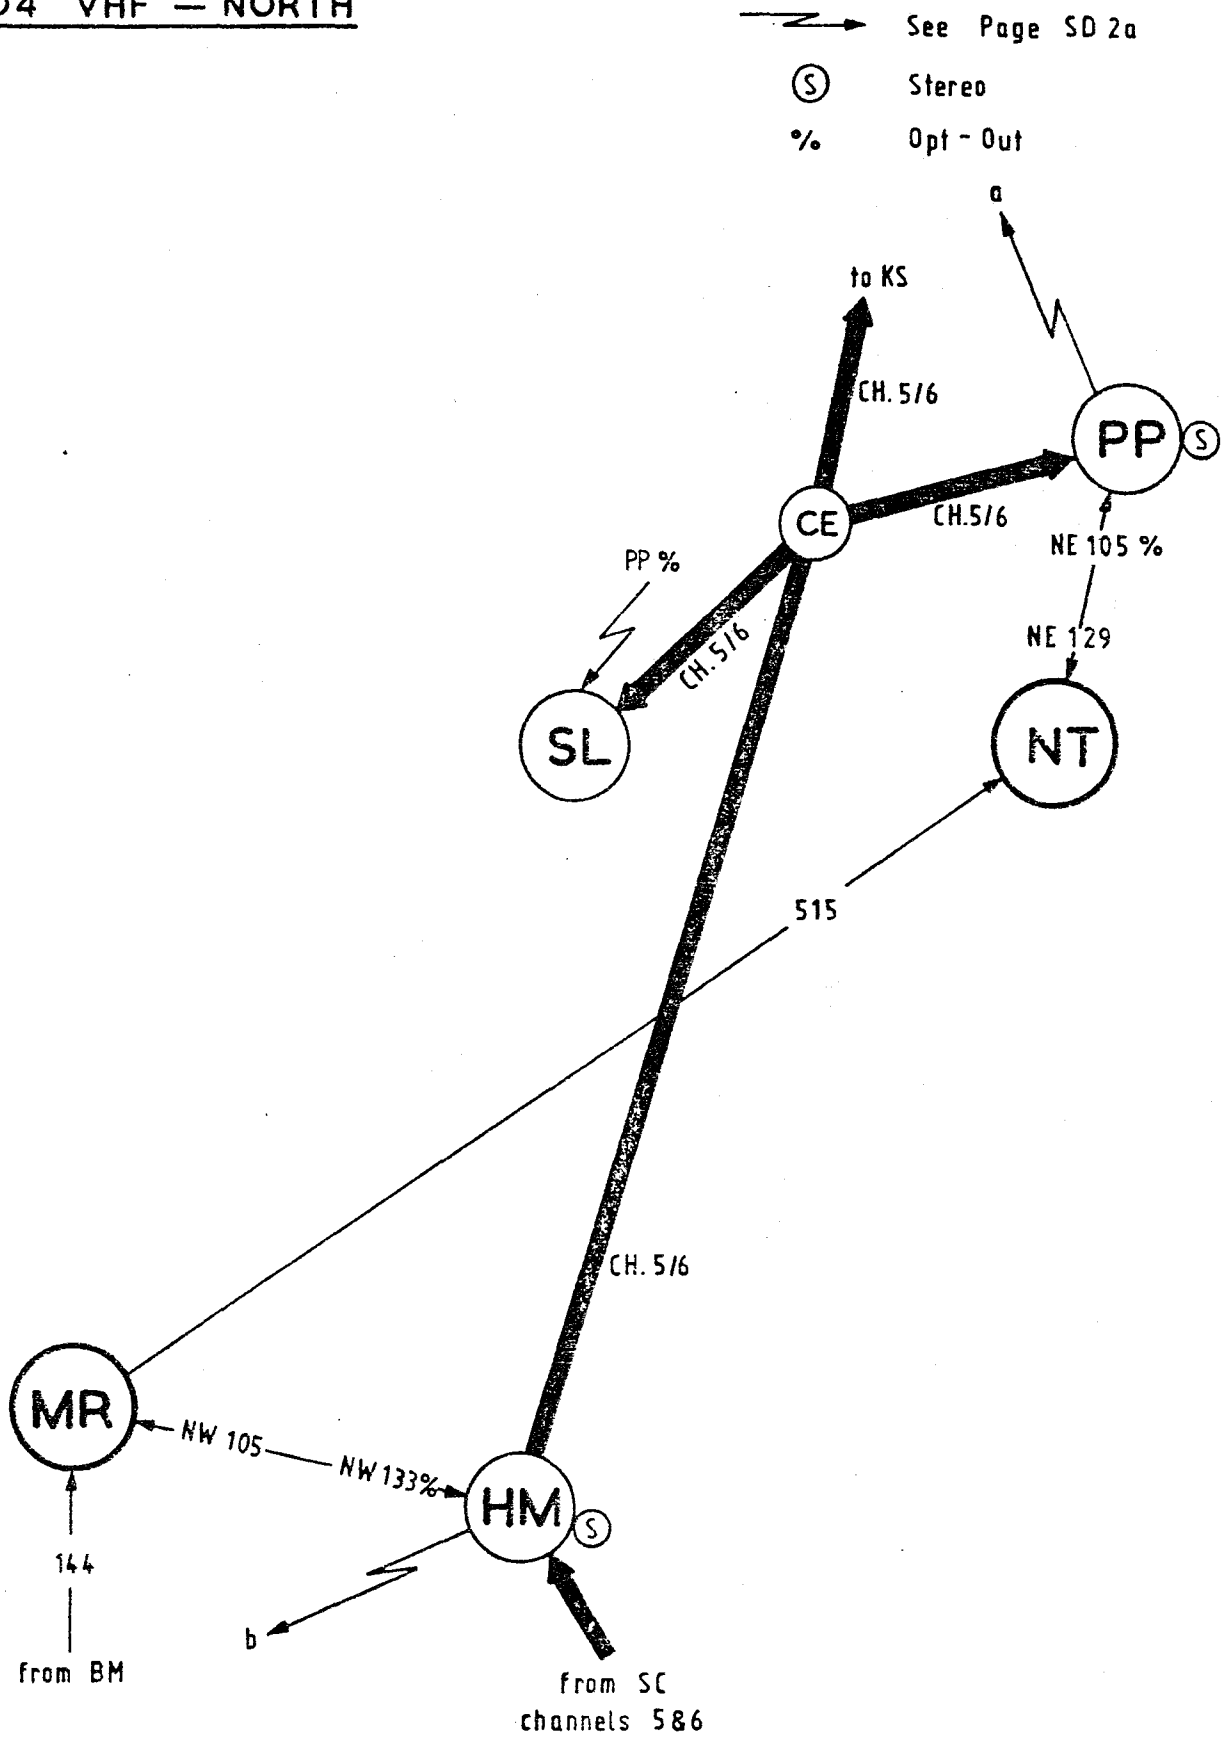 VHF — NORTH
See Page SD 2a
S Stereo
% Opt-Out
a
to KS
CH. 5/6
PP
S
CE
CH.5/6
NE 105 %
PP %
CH. 5/6
NE 129
SL
NT
515
CH. 5/6
MR
NW 105
NW 133%
HM
S
144
b
from BM
from SC
channels 5&6